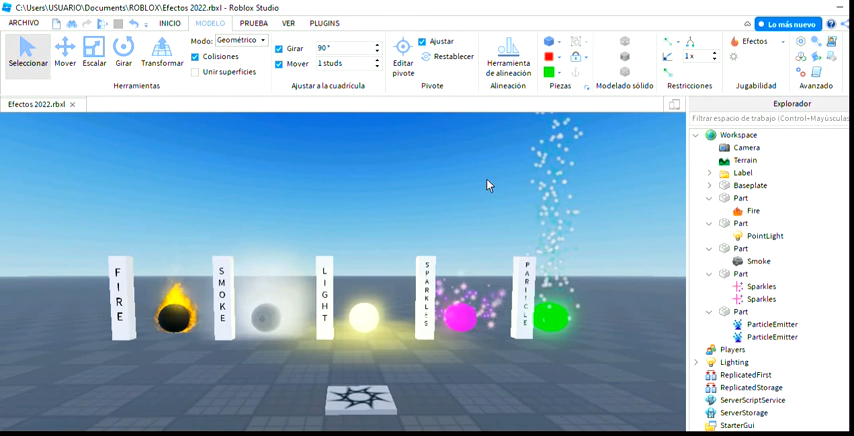 C:\Users\USUARIO\Documents\ROBLOX\Efectos 2022.rbxl - Roblox Studio
ARCHIVO INICIO MODELO PRUEBA VER PLUGINS
Lo más nuevo
Seleccionar
Mover
Escalar
Girar
Transformar
Modo: Geométrico
Colisiones
Unir superficies
Herramientas
Girar 90°
Mover 1 studs
Ajustar a la cuadrícula
Editar
pivote
Ajustar
Restablecer
Pivote
Herramienta
de alineación
Alineación
Piezas
Modelado sólido
1 x
Restricciones
Efectos
Jugabilidad
Avanzado
Efectos 2022.rbxl
Explorador
Filtrar espacio de trabajo (Control+Mayúsculas
Workspace
Camera
Terrain
Label
Baseplate
Part
Fire
Part
PointLight
Part
Smoke
Part
Sparkles
Sparkles
Part
ParticleEmitter
ParticleEmitter
Players
Lighting
ReplicatedFirst
ReplicatedStorage
ServerScriptService
ServerStorage
StarterGui
FIRE
SMOKE
LIGHT
SPARKLES
PARTICLE